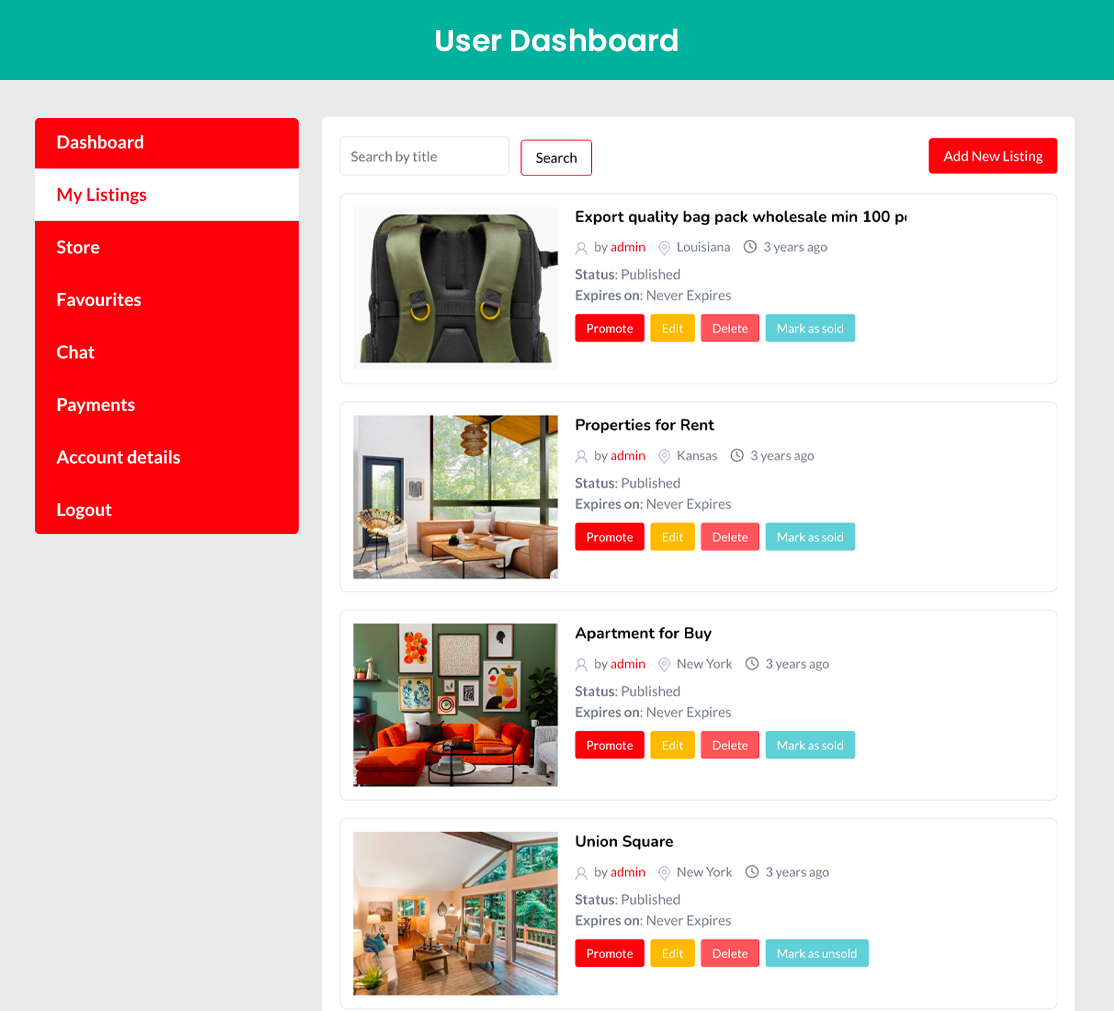 User Dashboard
Dashboard
My Listings
Store
Favourites
Chat
Payments
Account details
Logout
Search by title
Search
Add New Listing
Export quality bag pack wholesale min 100
by admin Louisiana 3 years ago
Status: Published
Expires on: Never Expires
Promote Edit Delete Mark as sold
Properties for Rent
by admin Kansas 3 years ago
Status: Published
Expires on: Never Expires
Promote Edit Delete Mark as sold
Apartment for Buy
by admin New York 3 years ago
Status: Published
Expires on: Never Expires
Promote Edit Delete Mark as sold
Union Square
by admin New York 3 years ago
Status: Published
Expires on: Never Expires
Promote Edit Delete Mark as unsold